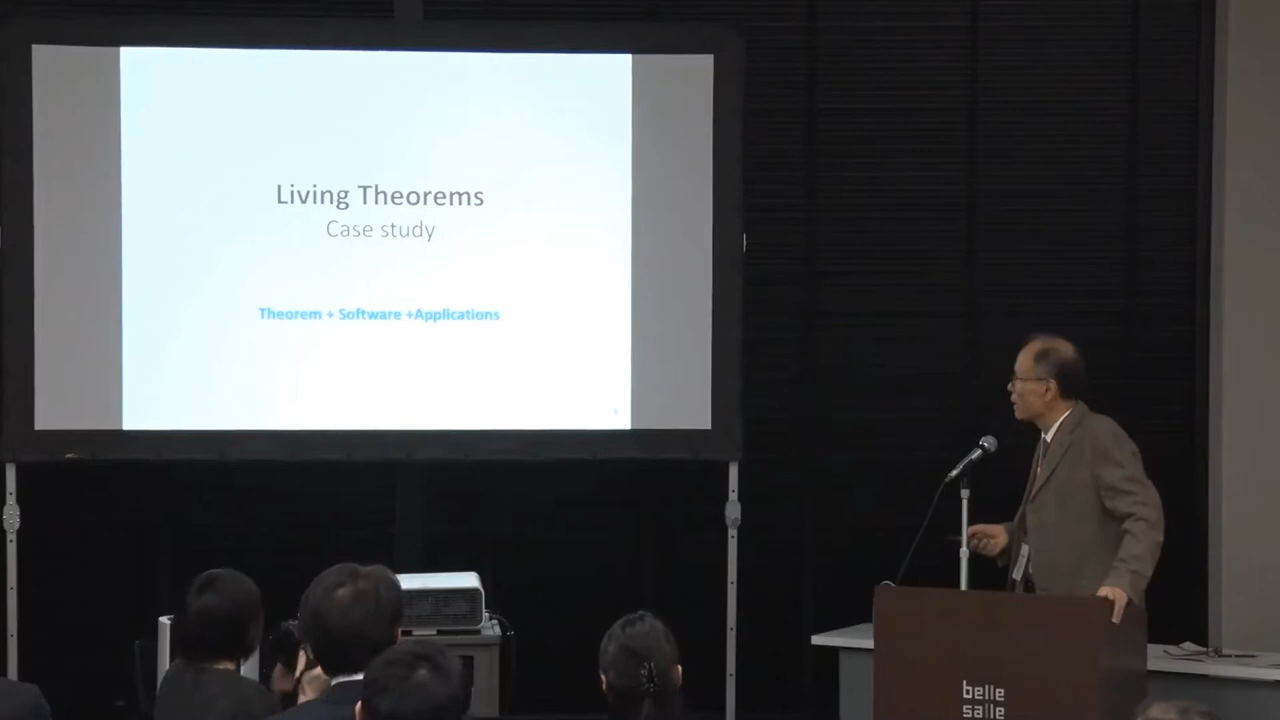 Living Theorems
Case study
Theorem + Software +Applications
belle
salle